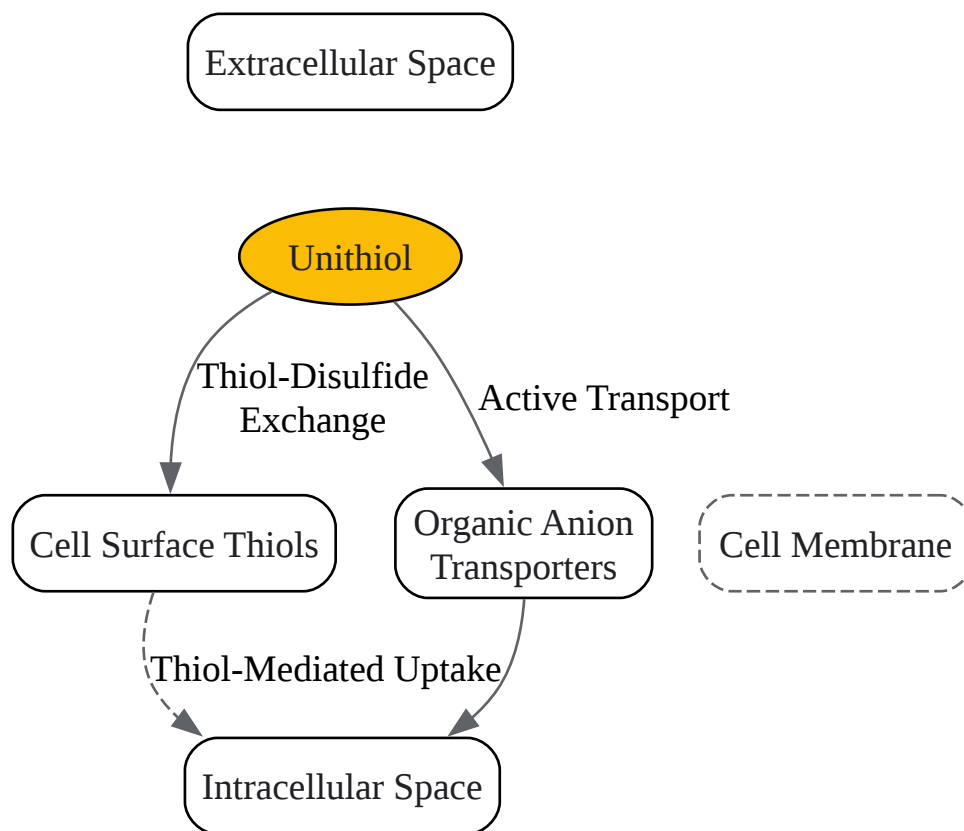 Extracellular Space
Unithiol
Thiol-Disulfide
Exchange
Active Transport
Cell Surface Thiols
Organic Anion
Transporters
Cell Membrane
Thiol-Mediated Uptake
Intracellular Space